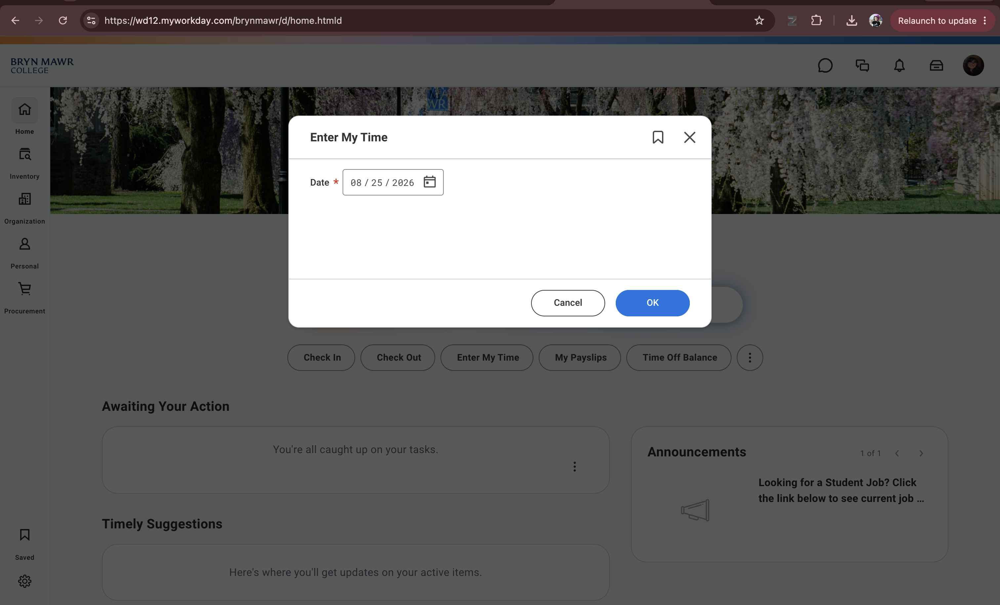 https://wd12.myworkday.com/brynmawr/d/home.htmld
Relaunch to update
BRYN MAWR
COLLEGE
Home
Inventory
Organization
Personal
Procurement
Saved
MA
WR
Enter My Time
Date *
08 / 25 / 2026
Cancel
OK
Check In
Check Out
Enter My Time
My Payslips
Time Off Balance
Awaiting Your Action
You're all caught up on your tasks.
Timely Suggestions
Here's where you'll get updates on your active items.
Announcements
1 of 1
Looking for a Student Job? Click
the link below to see current job ...